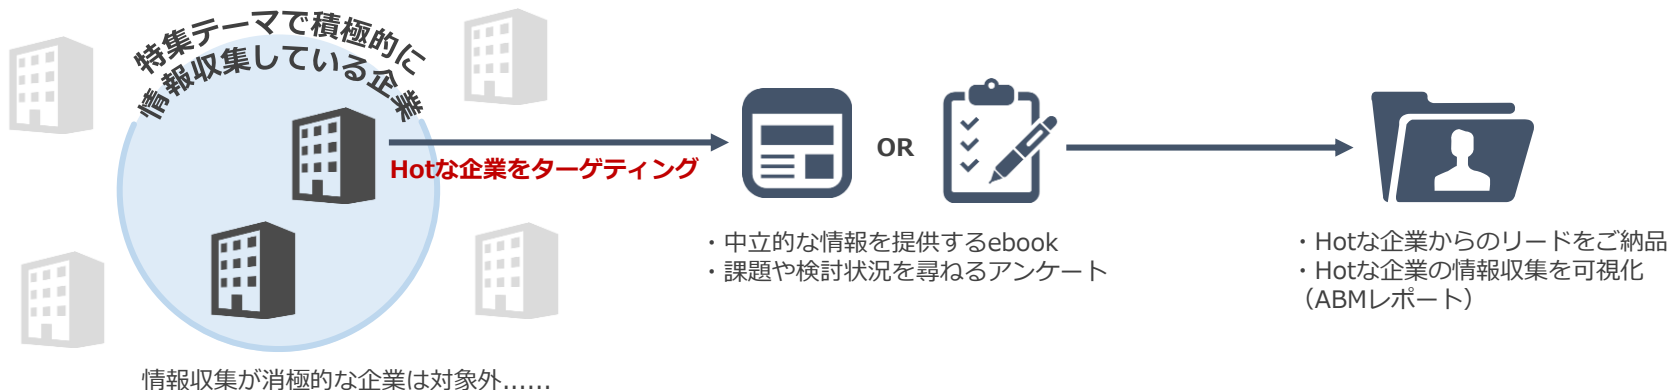 特集テーマで積極的に
情報収集している企業
Hotな企業をターゲティング
OR
・中立的な情報を提供するebook
・課題や検討状況を尋ねるアンケート
・Hotな企業からのリードをご納品
・Hotな企業の情報収集を可視化
（ABMレポート）
情報収集が消極的な企業は対象外……